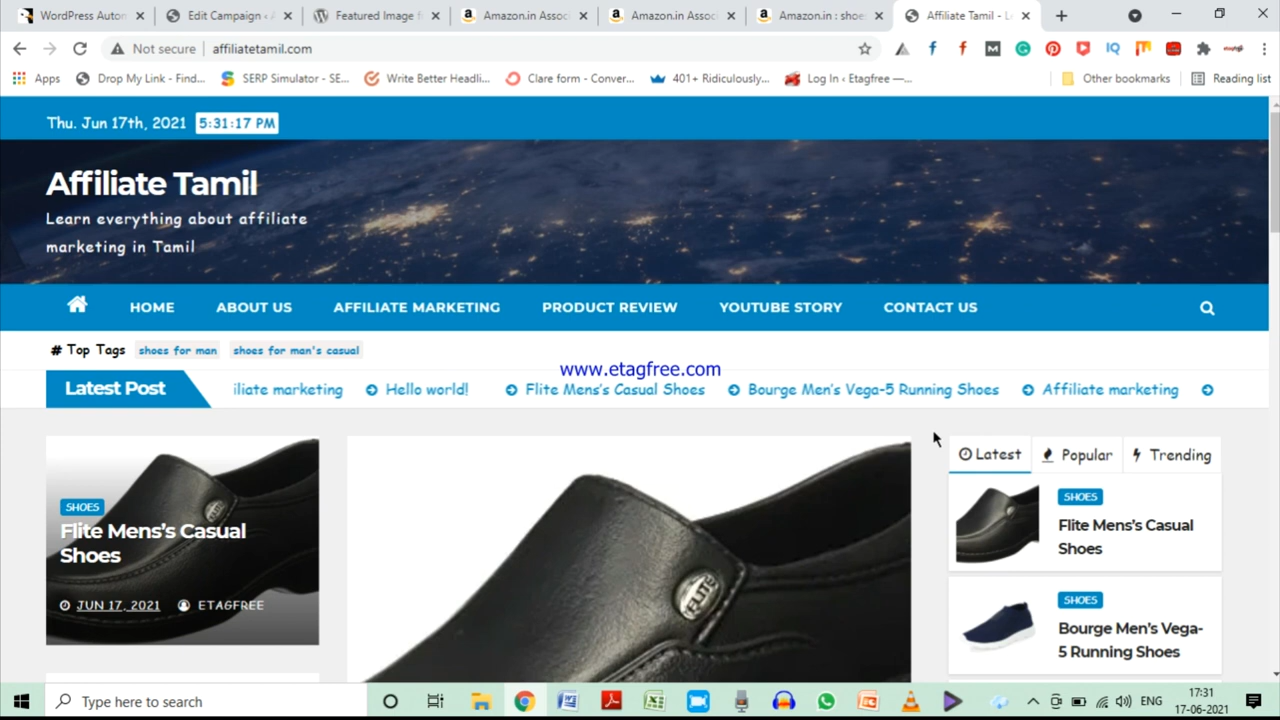 WordPress Auton
Edit Campaign ‹ A
Featured Image f
Amazon.in Associ
Amazon.in Associ
Amazon.in : shoe
Affiliate Tamil - Le
Not secure
affiliatetamil.com
Apps
Drop My Link - Find...
SERP Simulator - SE...
Write Better Headli...
Clare form - Conver...
401+ Ridiculously...
Log In ‹ Etagfree —...
Other bookmarks
Reading list
Thu. Jun 17th, 2021 5:31:17 PM
Affiliate Tamil
Learn everything about affiliate
marketing in Tamil
HOME
ABOUT US
AFFILIATE MARKETING
PRODUCT REVIEW
YOUTUBE STORY
CONTACT US
# Top Tags
shoes for man
shoes for man's casual
www.etagfree.com
Latest Post
iliate marketing
Hello world!
Flite Mens's Casual Shoes
Bourge Men's Vega-5 Running Shoes
Affiliate marketing
SHOES
Flite Mens's Casual
Shoes
JUN 17, 2021
ETAGFREE
FLITE
Latest
Popular
Trending
SHOES
Flite Mens's Casual
Shoes
SHOES
Bourge Men's Vega-
5 Running Shoes
Type here to search
ENG
17:31
17-06-2021